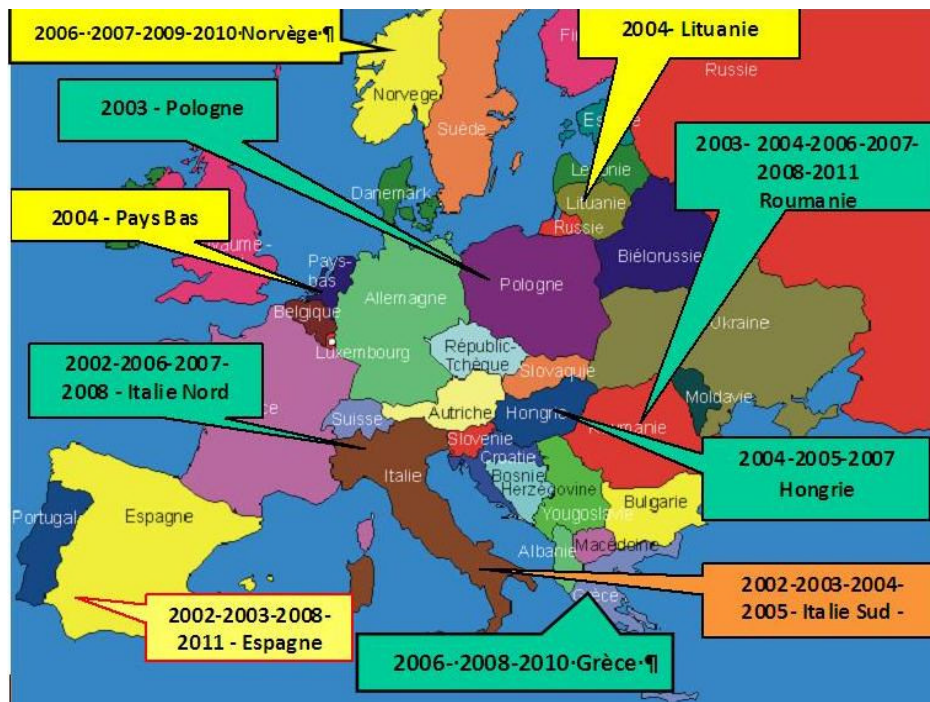 2006-·2007-2009-2010·Norvège·¶
2004- Lituanie
Fi
Russie
Norvege
Suède
2003 - Pologne
2003- 2004-2006-2007-
2008-2011
Roumanie
Lettonie
Danemark
Lituanie
Russie
2004 - Pays Bas
Biélorussie
Pays-
bas
Pologne
Allemagne
Belgique
Ukraine
Luxembourg
Républic-
Tchèque
Slovaquie
2002-2006-2007-
2008 - Italie Nord
Moldavie
Suisse
Autriche
Hongrie
Roumanie
Slovenie
Croatie
2004-2005-2007
Hongrie
Italie
Bosnie
Herzégovine
Bulgarie
Portugal
Espagne
Yougoslavie
Macédoine
Albanie
Grèce
2002-2003-2004-
2005- Italie Sud -
2002-2003-2008-
2011 - Espagne
2006-·2008-2010·Grèce·¶